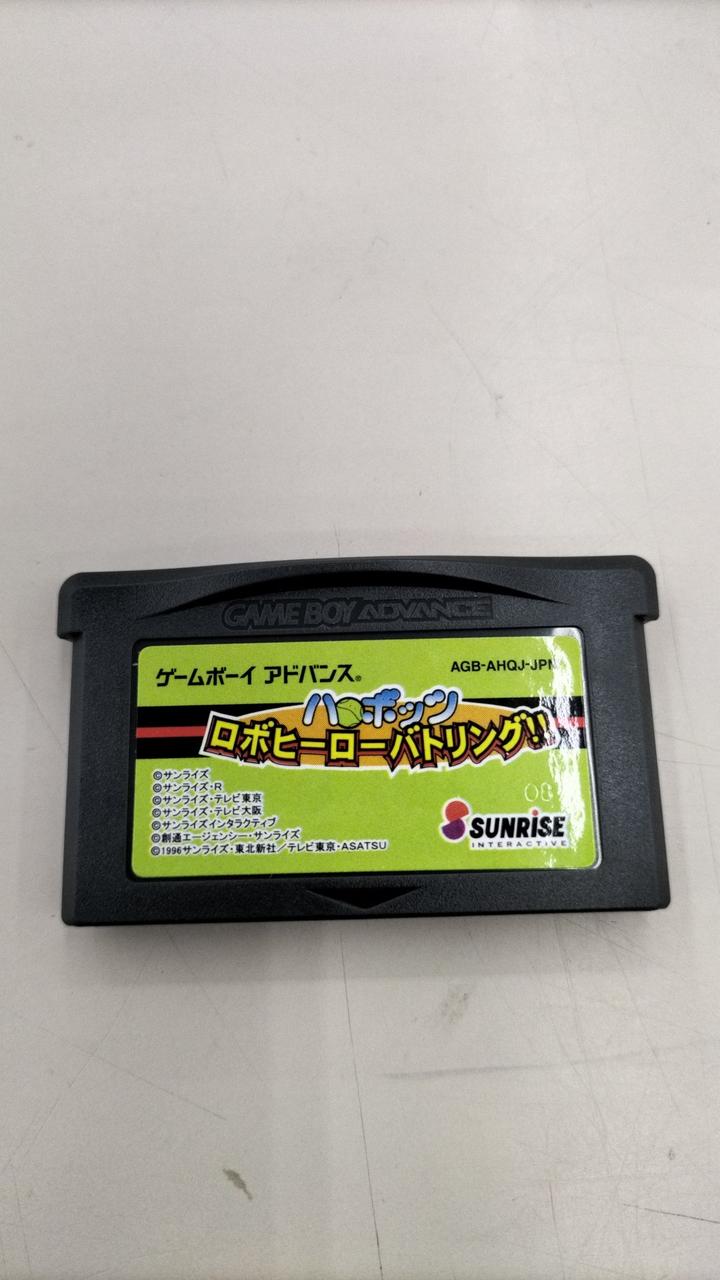 GAME BOY ADVANCE
ゲームボーイ アドバンス®
AGB-AHQJ-JPN
ハロボッツ
ロボヒーローバトリング!!
©サンライズ
©サンライズ・R
©サンライズ・テレビ東京
©サンライズ・テレビ大阪
©サンライズインタラクティブ
©創通エージェンシー・サンライズ
©1996サンライズ・東北新社／テレビ東京・ASATSU
08
SUNRISE
INTERACTIVE